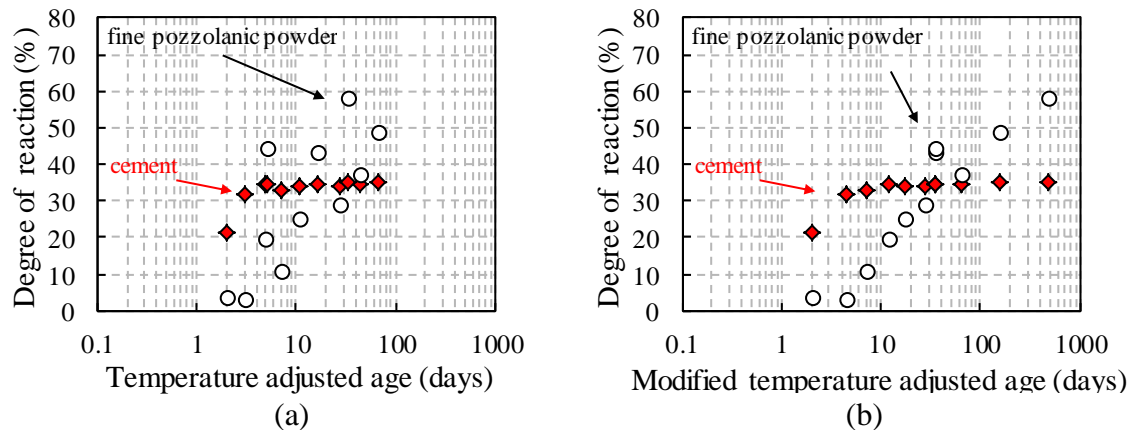 80
70
60
50
40
30
20
10
0
Degree of reaction (%)
fine pozzolanic powder
cement
0.1 1 10 100 1000
Temperature adjusted age (days)
(a)
80
70
60
50
40
30
20
10
0
Degree of reaction (%)
fine pozzolanic powder
cement
0.1 1 10 100 1000
Modified temperature adjusted age (days)
(b)